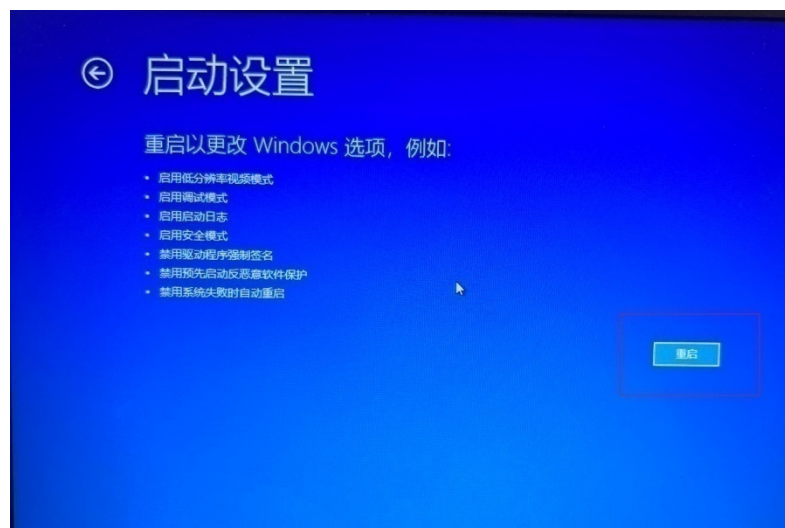 启动设置
重启以更改 Windows 选项，例如:
• 启用低分辨率视频模式
• 启用调试模式
• 启用启动日志
• 启用安全模式
• 禁用驱动程序强制签名
• 禁用预先启动反恶意软件保护
• 禁用系统失败时自动重启
重启